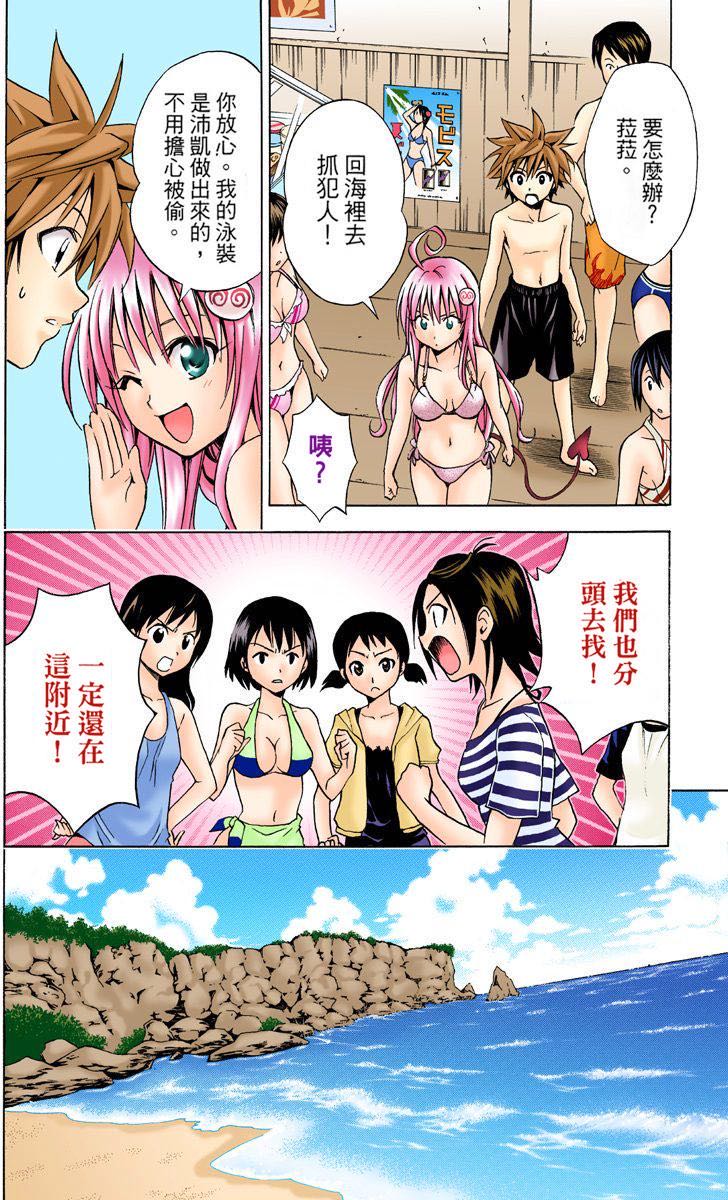 要怎麼辦?
菈菈。
回海裡去
抓犯人!
咦?
你放心。我的泳裝
是沛凱做出來的，
不用擔心被偷。
モビス
我們也分
頭去找!
一定還在
這附近!